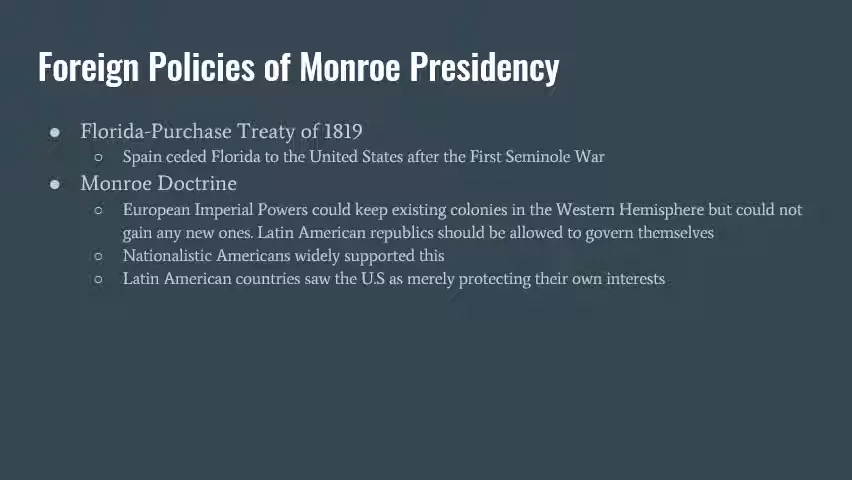 Foreign Policies of Monroe Presidency
● Florida-Purchase Treaty of 1819
○ Spain ceded Florida to the United States after the First Seminole War
● Monroe Doctrine
○ European Imperial Powers could keep existing colonies in the Western Hemisphere but could not
gain any new ones. Latin American republics should be allowed to govern themselves
○ Nationalistic Americans widely supported this
○ Latin American countries saw the U.S as merely protecting their own interests